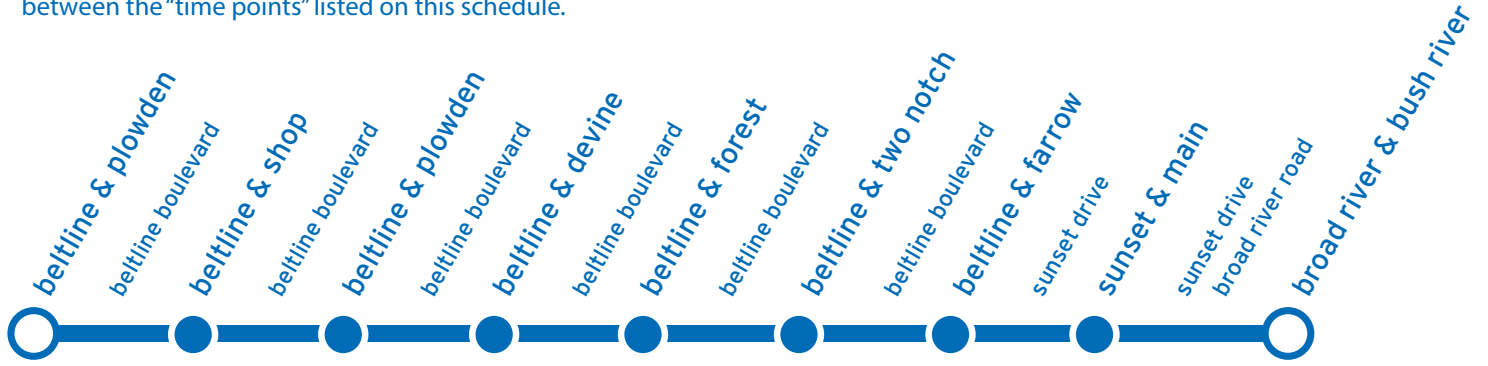 between the “time points” listed on this schedule.
beltline & plowden
beltline boulevard
beltline & shop
beltline boulevard
beltline & plowden
beltline boulevard
beltline & devine
beltline boulevard
beltline & forest
beltline boulevard
beltline & two notch
beltline boulevard
beltline & farrow
sunset drive
sunset & main
sunset drive
broad river road
broad river & bush river